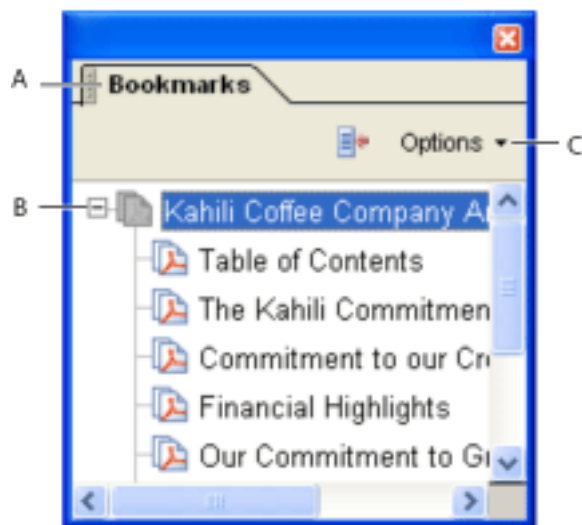 A
Bookmarks
Options
C
B
Kahili Coffee Company
Table of Contents
The Kahili Commitmen
Commitment to our Cr
Financial Highlights
Our Commitment to G